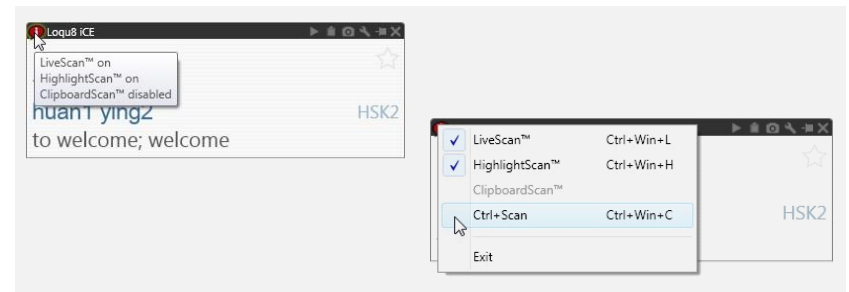 Loqu8 iCE
LiveScan™ on
HighlightScan™ on
ClipboardScan™ disabled
huan1 ying2
HSK2
to welcome; welcome
LiveScan™ Ctrl+Win+L
HighlightScan™ Ctrl+Win+H
ClipboardScan™
Ctrl+Scan Ctrl+Win+C
HSK2
Exit